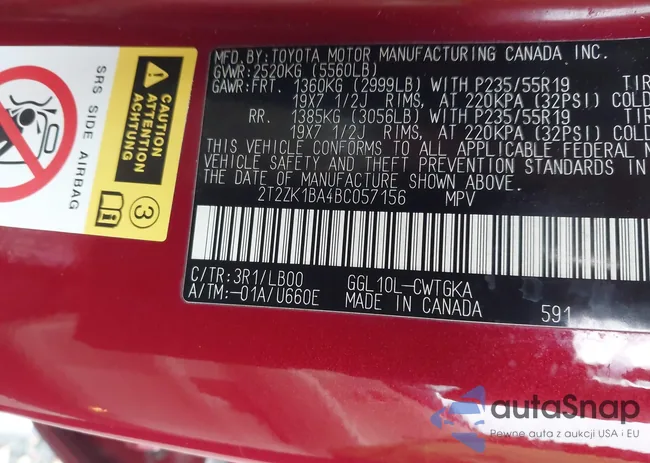 MFD.BY: TOYOTA MOTOR MANUFACTURING CANADA INC.
GVWR: 2520KG (5560LB)
GAWR: FRT. 1360KG (2999LB) WITH P235/55R19 TIR
19X7 1/2J RIMS, AT 220KPA (32PSI) COLD
RR. 1385KG (3056LB) WITH P235/55R19 TIR
19X7 1/2J RIMS, AT 220KPA (32PSI) COLD
THIS VEHICLE CONFORMS TO ALL APPLICABLE FEDERAL
VEHICLE SAFETY AND THEFT PREVENTION STANDARDS IN
THE DATE OF MANUFACTURE SHOWN ABOVE.
2T2ZK1BA4BC057156 MPV
C/TR: 3R1/LB00 GGL10L-CWTGKA
A/TM: -01A/U660E MADE IN CANADA 591
SRS SIDE AIRBAG
CAUTION
ATTENTION
ACHTUNG
3
autaSnap
Pewne auta z aukcji USA i EU